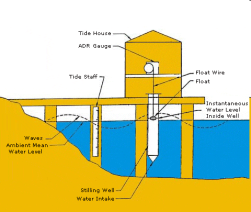 Tide House
ADR Gauge
Tide Staff
Float Wire
Float
Instantaneous
Water Level
Inside Well
Waves
Ambient Mean
Water Level
Stilling Well
Water Intake